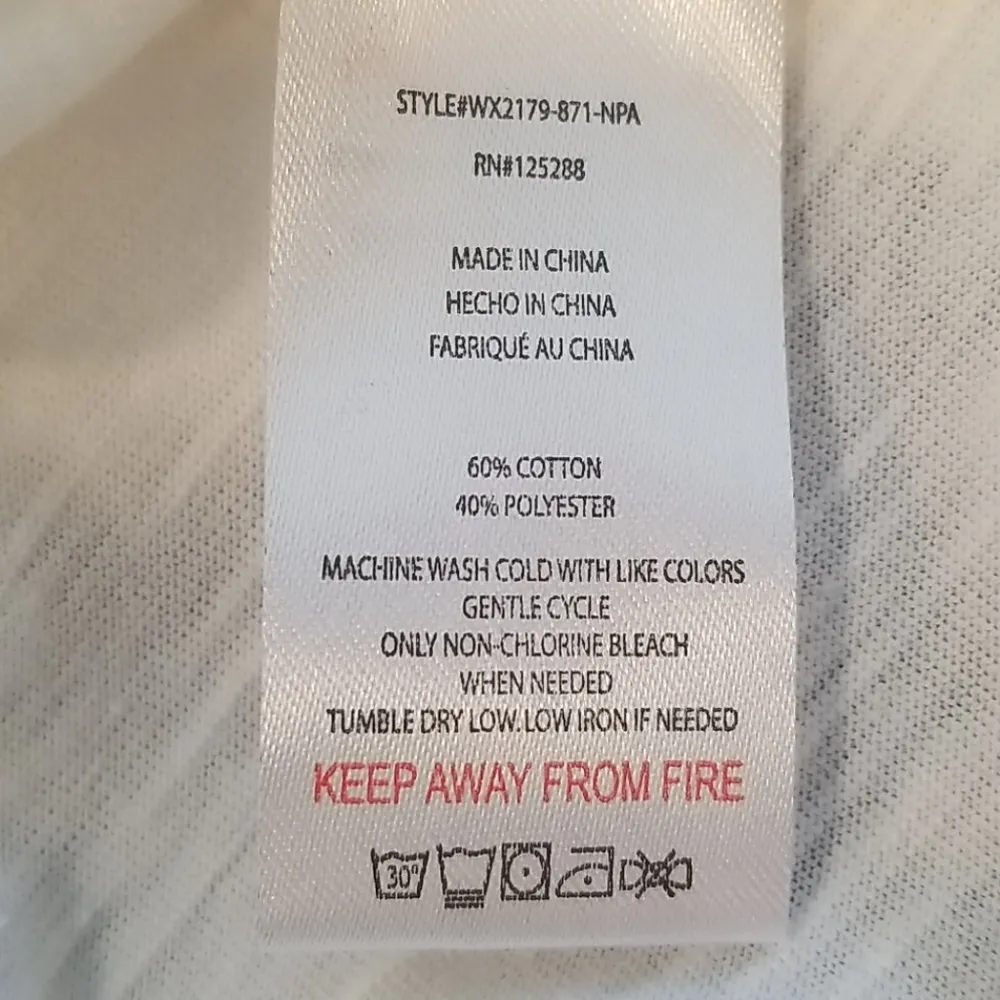 STYLE#WX2179-871-NPA
RN#125288
MADE IN CHINA
HECHO IN CHINA
FABRIQUÉ AU CHINA
60% COTTON
40% POLYESTER
MACHINE WASH COLD WITH LIKE COLORS
GENTLE CYCLE
ONLY NON-CHLORINE BLEACH
WHEN NEEDED
TUMBLE DRY LOW. LOW IRON IF NEEDED
KEEP AWAY FROM FIRE
30°